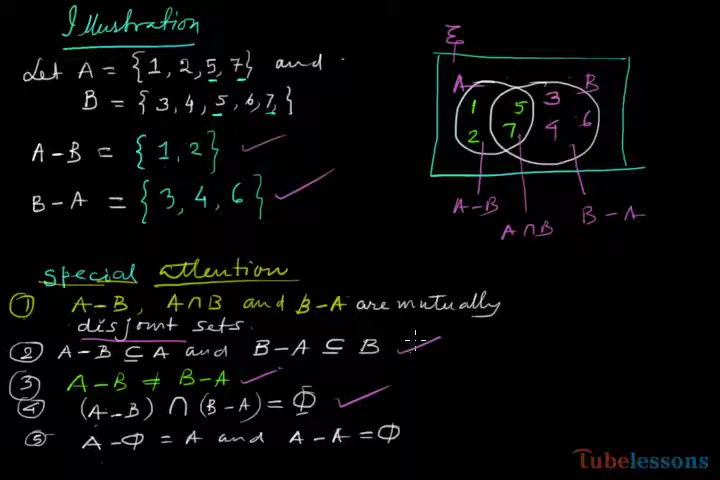 Illustration
Let A = {1, 2, 5, 7} and
B = {3, 4, 5, 6, 7,}
A-B = {1, 2}
B-A = {3, 4, 6}
ξ
A B
1 5 3
2 7 4 6
A-B
A∩B
B-A
special attention
① A-B, A∩B and B-A are mutually
disjoint sets.
② A-B ⊆ A and B-A ⊆ B
③ A-B ≠ B-A
④ (A-B) ∩ (B-A) = Φ
⑤ A-Φ = A and A-A = Φ
Tubelessons